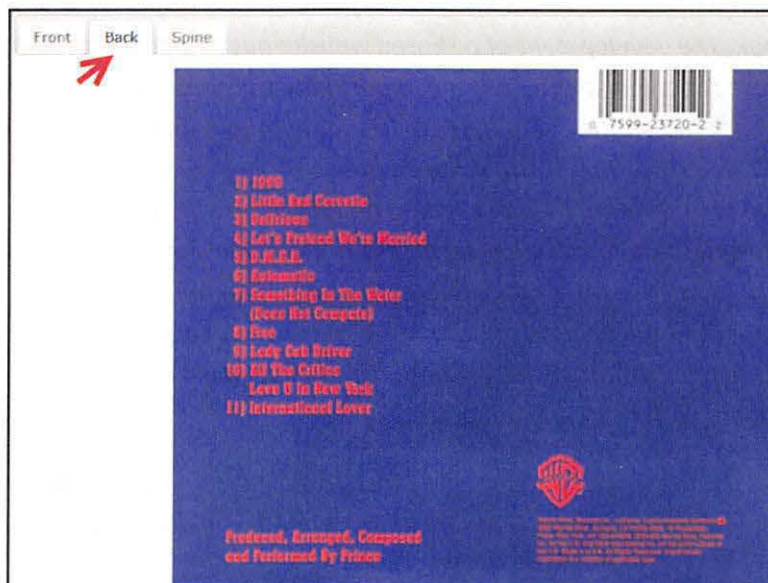 Front Back Spine
0 7599-23720-2 2
1) 1999
2) Little Red Corvette
3) Delirious
4) Let's Pretend We're Married
5) D.M.S.R.
6) Automatic
7) Something In The Water
(Does Not Compute)
8) Free
9) Lady Cab Driver
10) All The Critics
Love U In New York
11) International Lover
Produced, Arranged, Composed
and Performed By Prince